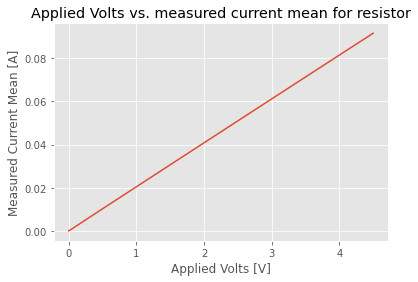 Applied Volts vs. measured current mean for resistor
Measured Current Mean [A]
0.08
0.06
0.04
0.02
0.00
0 1 2 3 4
Applied Volts [V]